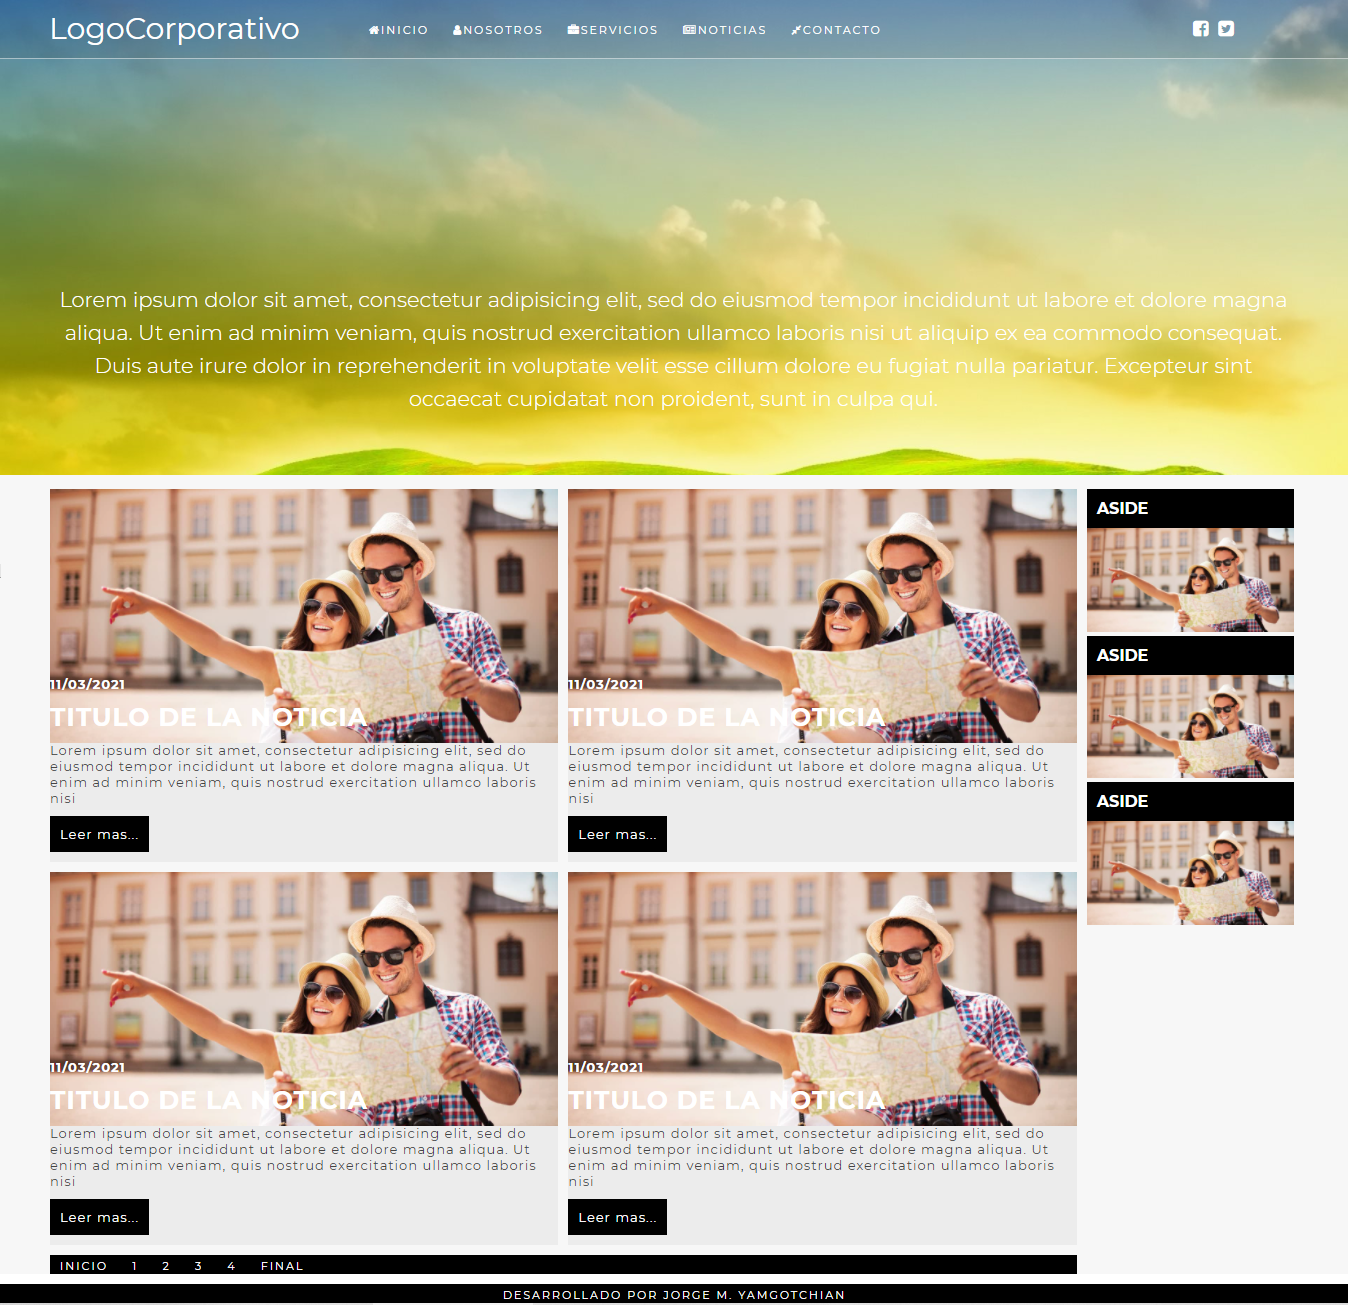 LogoCorporativo
INICIO NOSOTROS SERVICIOS NOTICIAS CONTACTO
Lorem ipsum dolor sit amet, consectetur adipisicing elit, sed do eiusmod tempor incididunt ut labore et dolore magna
aliqua. Ut enim ad minim veniam, quis nostrud exercitation ullamco laboris nisi ut aliquip ex ea commodo consequat.
Duis aute irure dolor in reprehenderit in voluptate velit esse cillum dolore eu fugiat nulla pariatur. Excepteur sint
occaecat cupidatat non proident, sunt in culpa qui.
11/03/2021
TITULO DE LA NOTICIA
Lorem ipsum dolor sit amet, consectetur adipisicing elit, sed do
eiusmod tempor incididunt ut labore et dolore magna aliqua. Ut
enim ad minim veniam, quis nostrud exercitation ullamco laboris
nisi
Leer mas...
11/03/2021
TITULO DE LA NOTICIA
Lorem ipsum dolor sit amet, consectetur adipisicing elit, sed do
eiusmod tempor incididunt ut labore et dolore magna aliqua. Ut
enim ad minim veniam, quis nostrud exercitation ullamco laboris
nisi
Leer mas...
11/03/2021
TITULO DE LA NOTICIA
Lorem ipsum dolor sit amet, consectetur adipisicing elit, sed do
eiusmod tempor incididunt ut labore et dolore magna aliqua. Ut
enim ad minim veniam, quis nostrud exercitation ullamco laboris
nisi
Leer mas...
11/03/2021
TITULO DE LA NOTICIA
Lorem ipsum dolor sit amet, consectetur adipisicing elit, sed do
eiusmod tempor incididunt ut labore et dolore magna aliqua. Ut
enim ad minim veniam, quis nostrud exercitation ullamco laboris
nisi
Leer mas...
ASIDE
ASIDE
ASIDE
INICIO 1 2 3 4 FINAL
DESARROLLADO POR JORGE M. YAMGOTCHIAN